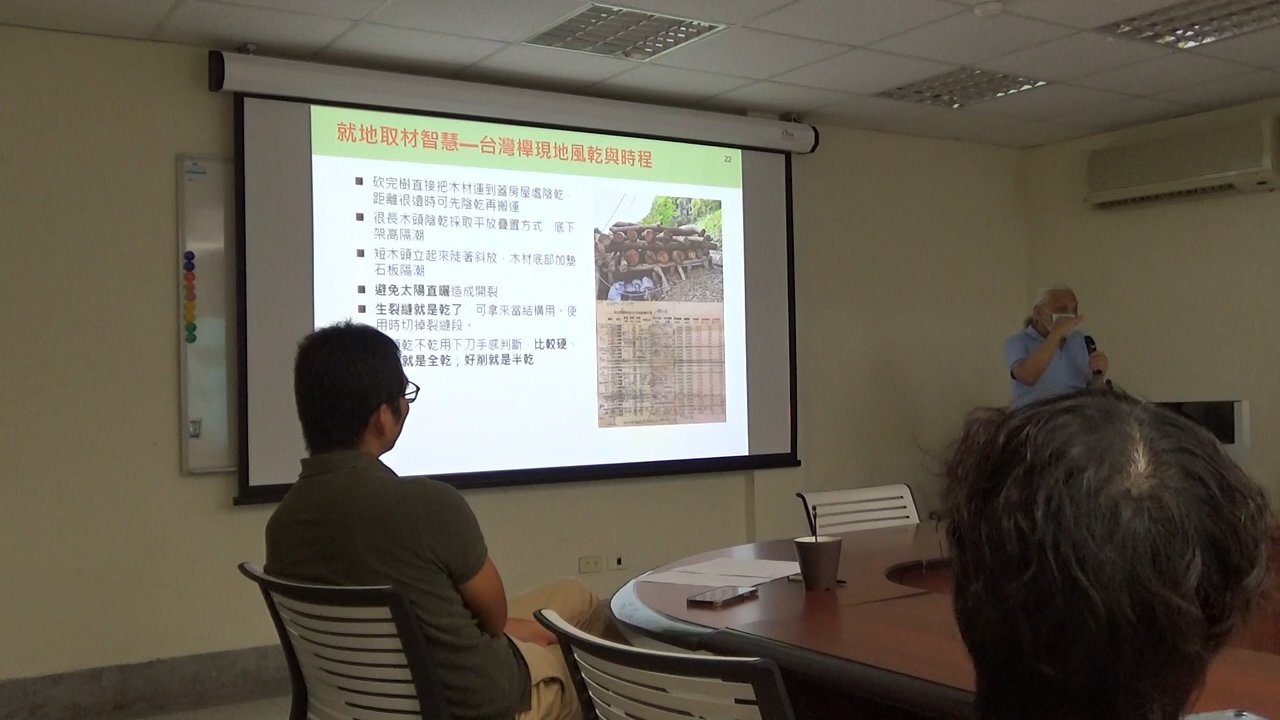 就地取材智慧—台灣櫸現地風乾與時程
22
砍完樹直接把木材運到蓋房屋處陰乾，
距離很遠時可先陰乾再搬運
很長木頭陰乾採取平放疊置方式，底下
架高隔潮
短木頭立起來陡著斜放，木材底部加墊
石板隔潮
避免太陽直曬造成開裂
生裂縫就是乾了，可拿來當結構用，使
用時切掉裂縫段。
乾不乾用下刀手感判斷，比較硬，
就是全乾；好削就是半乾